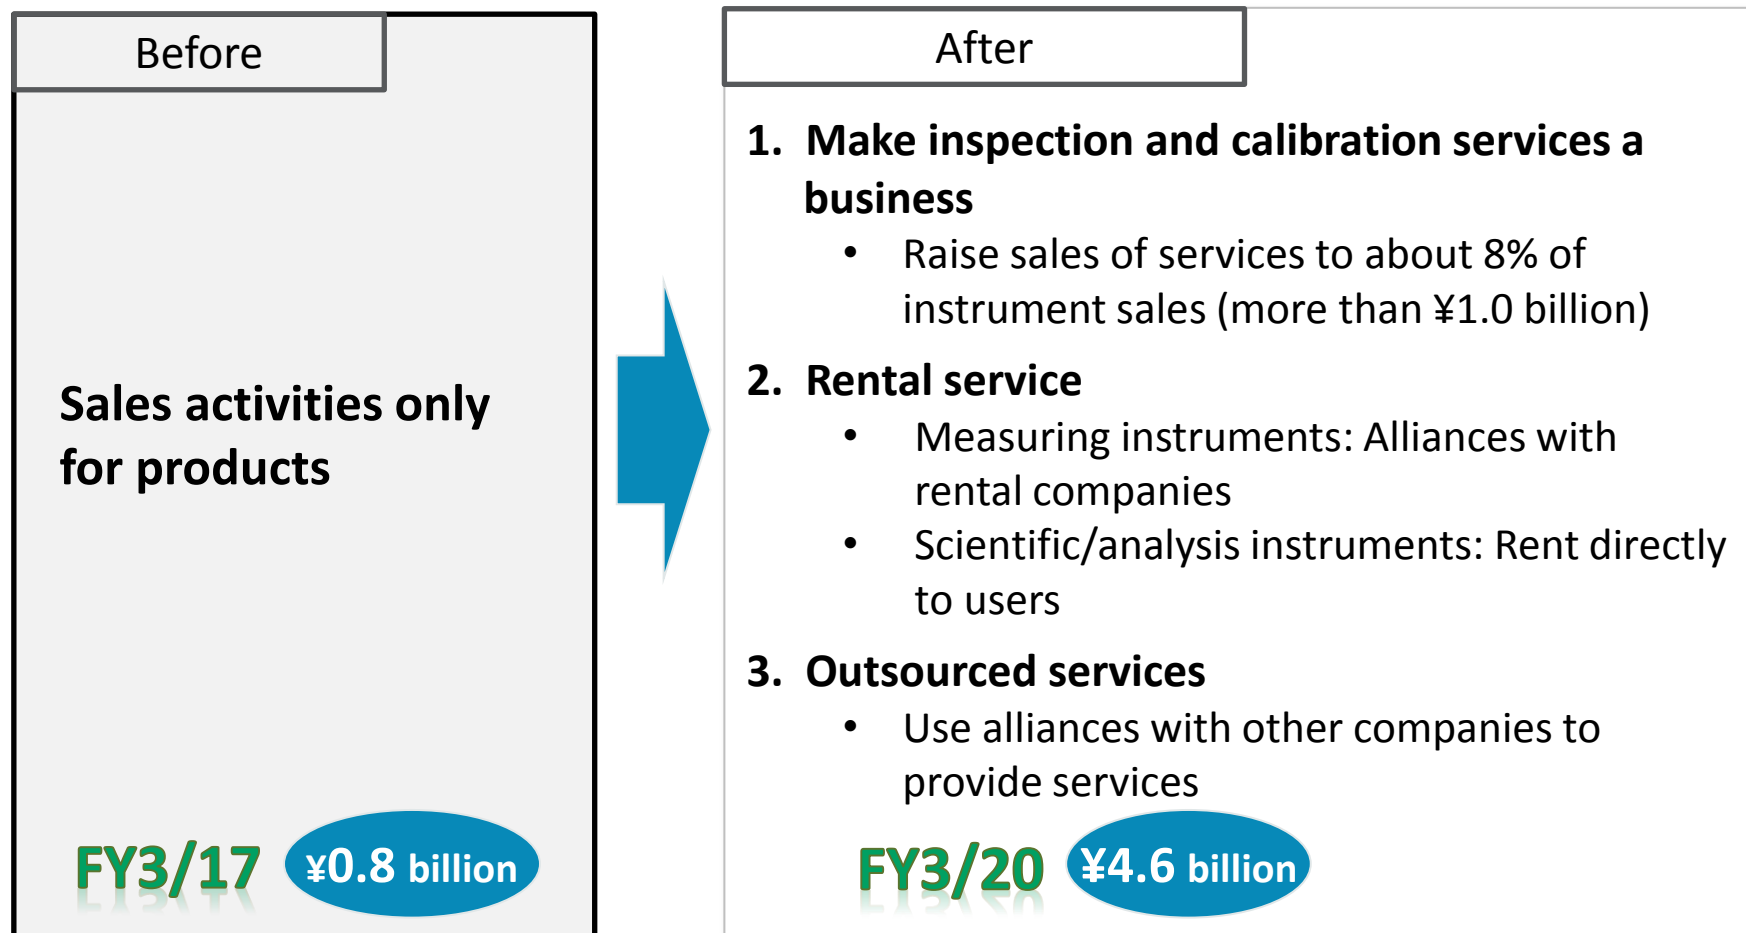 Before
Sales activities only
for products
FY3/17 ¥0.8 billion
After
1. Make inspection and calibration services a
business
• Raise sales of services to about 8% of
instrument sales (more than ¥1.0 billion)
2. Rental service
• Measuring instruments: Alliances with
rental companies
• Scientific/analysis instruments: Rent directly
to users
3. Outsourced services
• Use alliances with other companies to
provide services
FY3/20 ¥4.6 billion